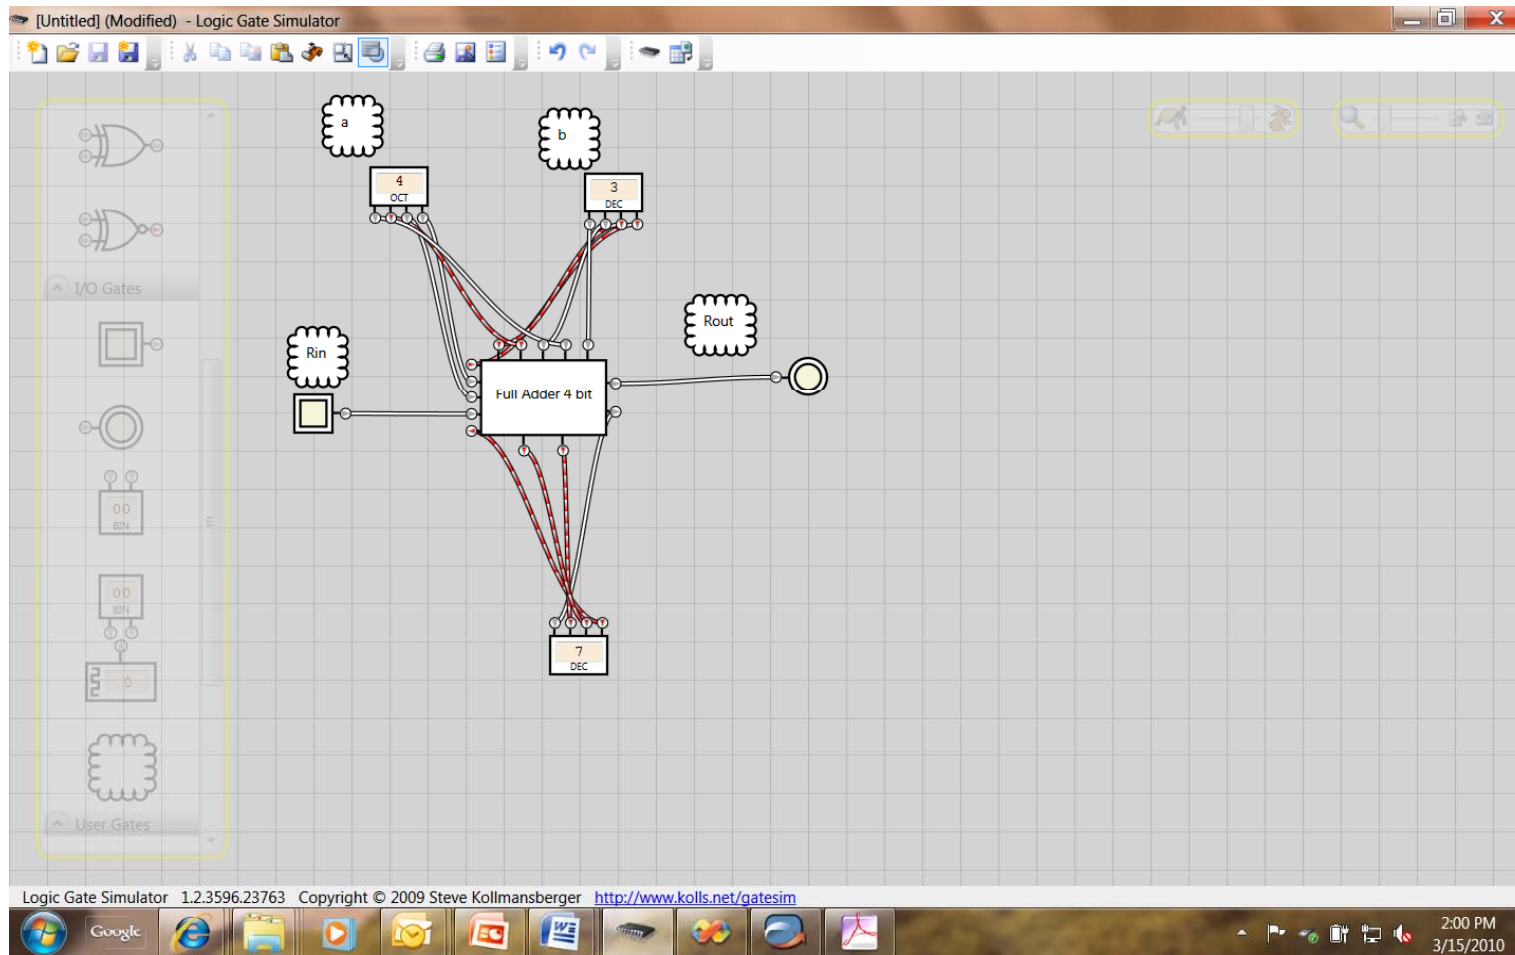 [Untitled] (Modified) - Logic Gate Simulator
a
b
4
OCT
3
DEC
I/O Gates
Rout
Rin
Full Adder 4 bit
00
BIN
00
BIN
0
7
DEC
User Gates
Logic Gate Simulator 1.2.3596.23763 Copyright © 2009 Steve Kollmansberger http://www.kolls.net/gatesim
Google
2:00 PM
3/15/2010